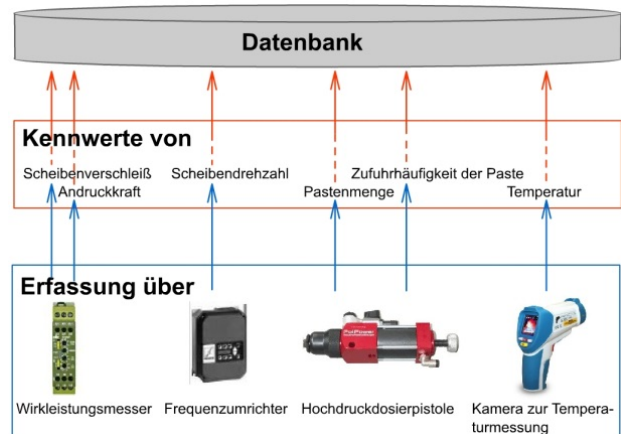 Datenbank
Kennwerte von
Scheibenverschleiß
Scheibendrehzahl
Zufuhrhäufigkeit der Paste
Andruckkraft
Pastenmenge
Temperatur
Erfassung über
Wirkleistungsmesser
Frequenzumrichter
Hochdruckdosierpistole
Kamera zur Tempera-
turmessung